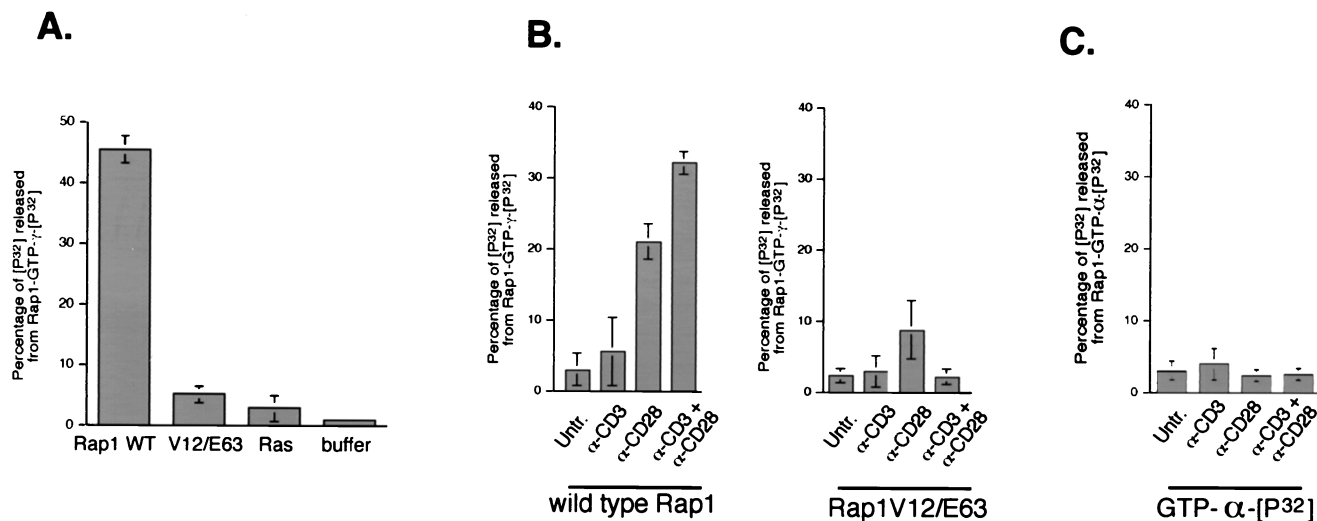 A.
Percentage of [P32] released
from Rap1-GTP-γ-[P32]
50
40
30
20
10
0
Rap1 WT
V12/E63
Ras
buffer
B.
Percentage of [P32] released
from Rap1-GTP-γ-[P32]
40
30
20
10
0
Untr.
α-CD3
α-CD28
α-CD3 +
α-CD28
wild type Rap1
Percentage of [P32] released
from Rap1-GTP-γ-[P32]
40
30
20
10
0
Untr.
α-CD3
α-CD28
α-CD3 +
α-CD28
Rap1V12/E63
C.
Percentage of [P32] released
from Rap1-GTP-α-[P32]
40
30
20
10
0
Untr.
α-CD3
α-CD28
α-CD3 +
α-CD28
GTP- α-[P32]